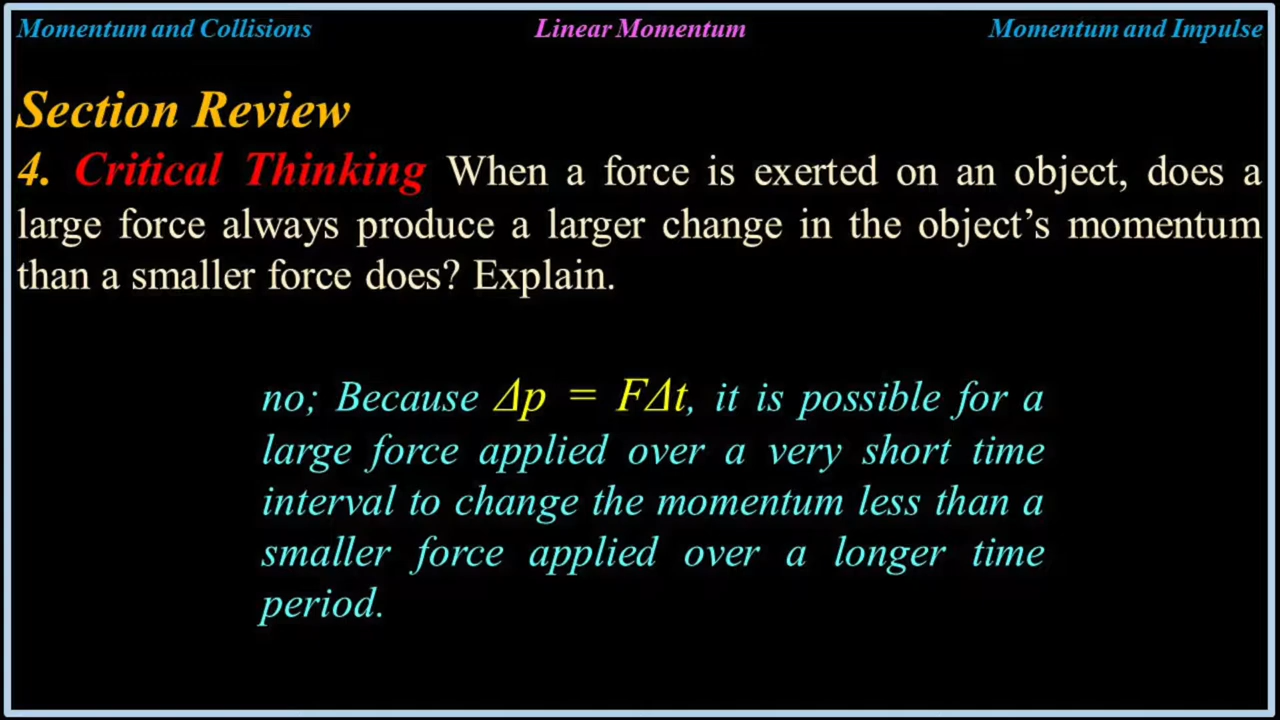 Momentum and Collisions Linear Momentum Momentum and Impulse
Section Review
4. Critical Thinking When a force is exerted on an object, does a
large force always produce a larger change in the object’s momentum
than a smaller force does? Explain.
no; Because Δp = FΔt, it is possible for a
large force applied over a very short time
interval to change the momentum less than a
smaller force applied over a longer time
period.